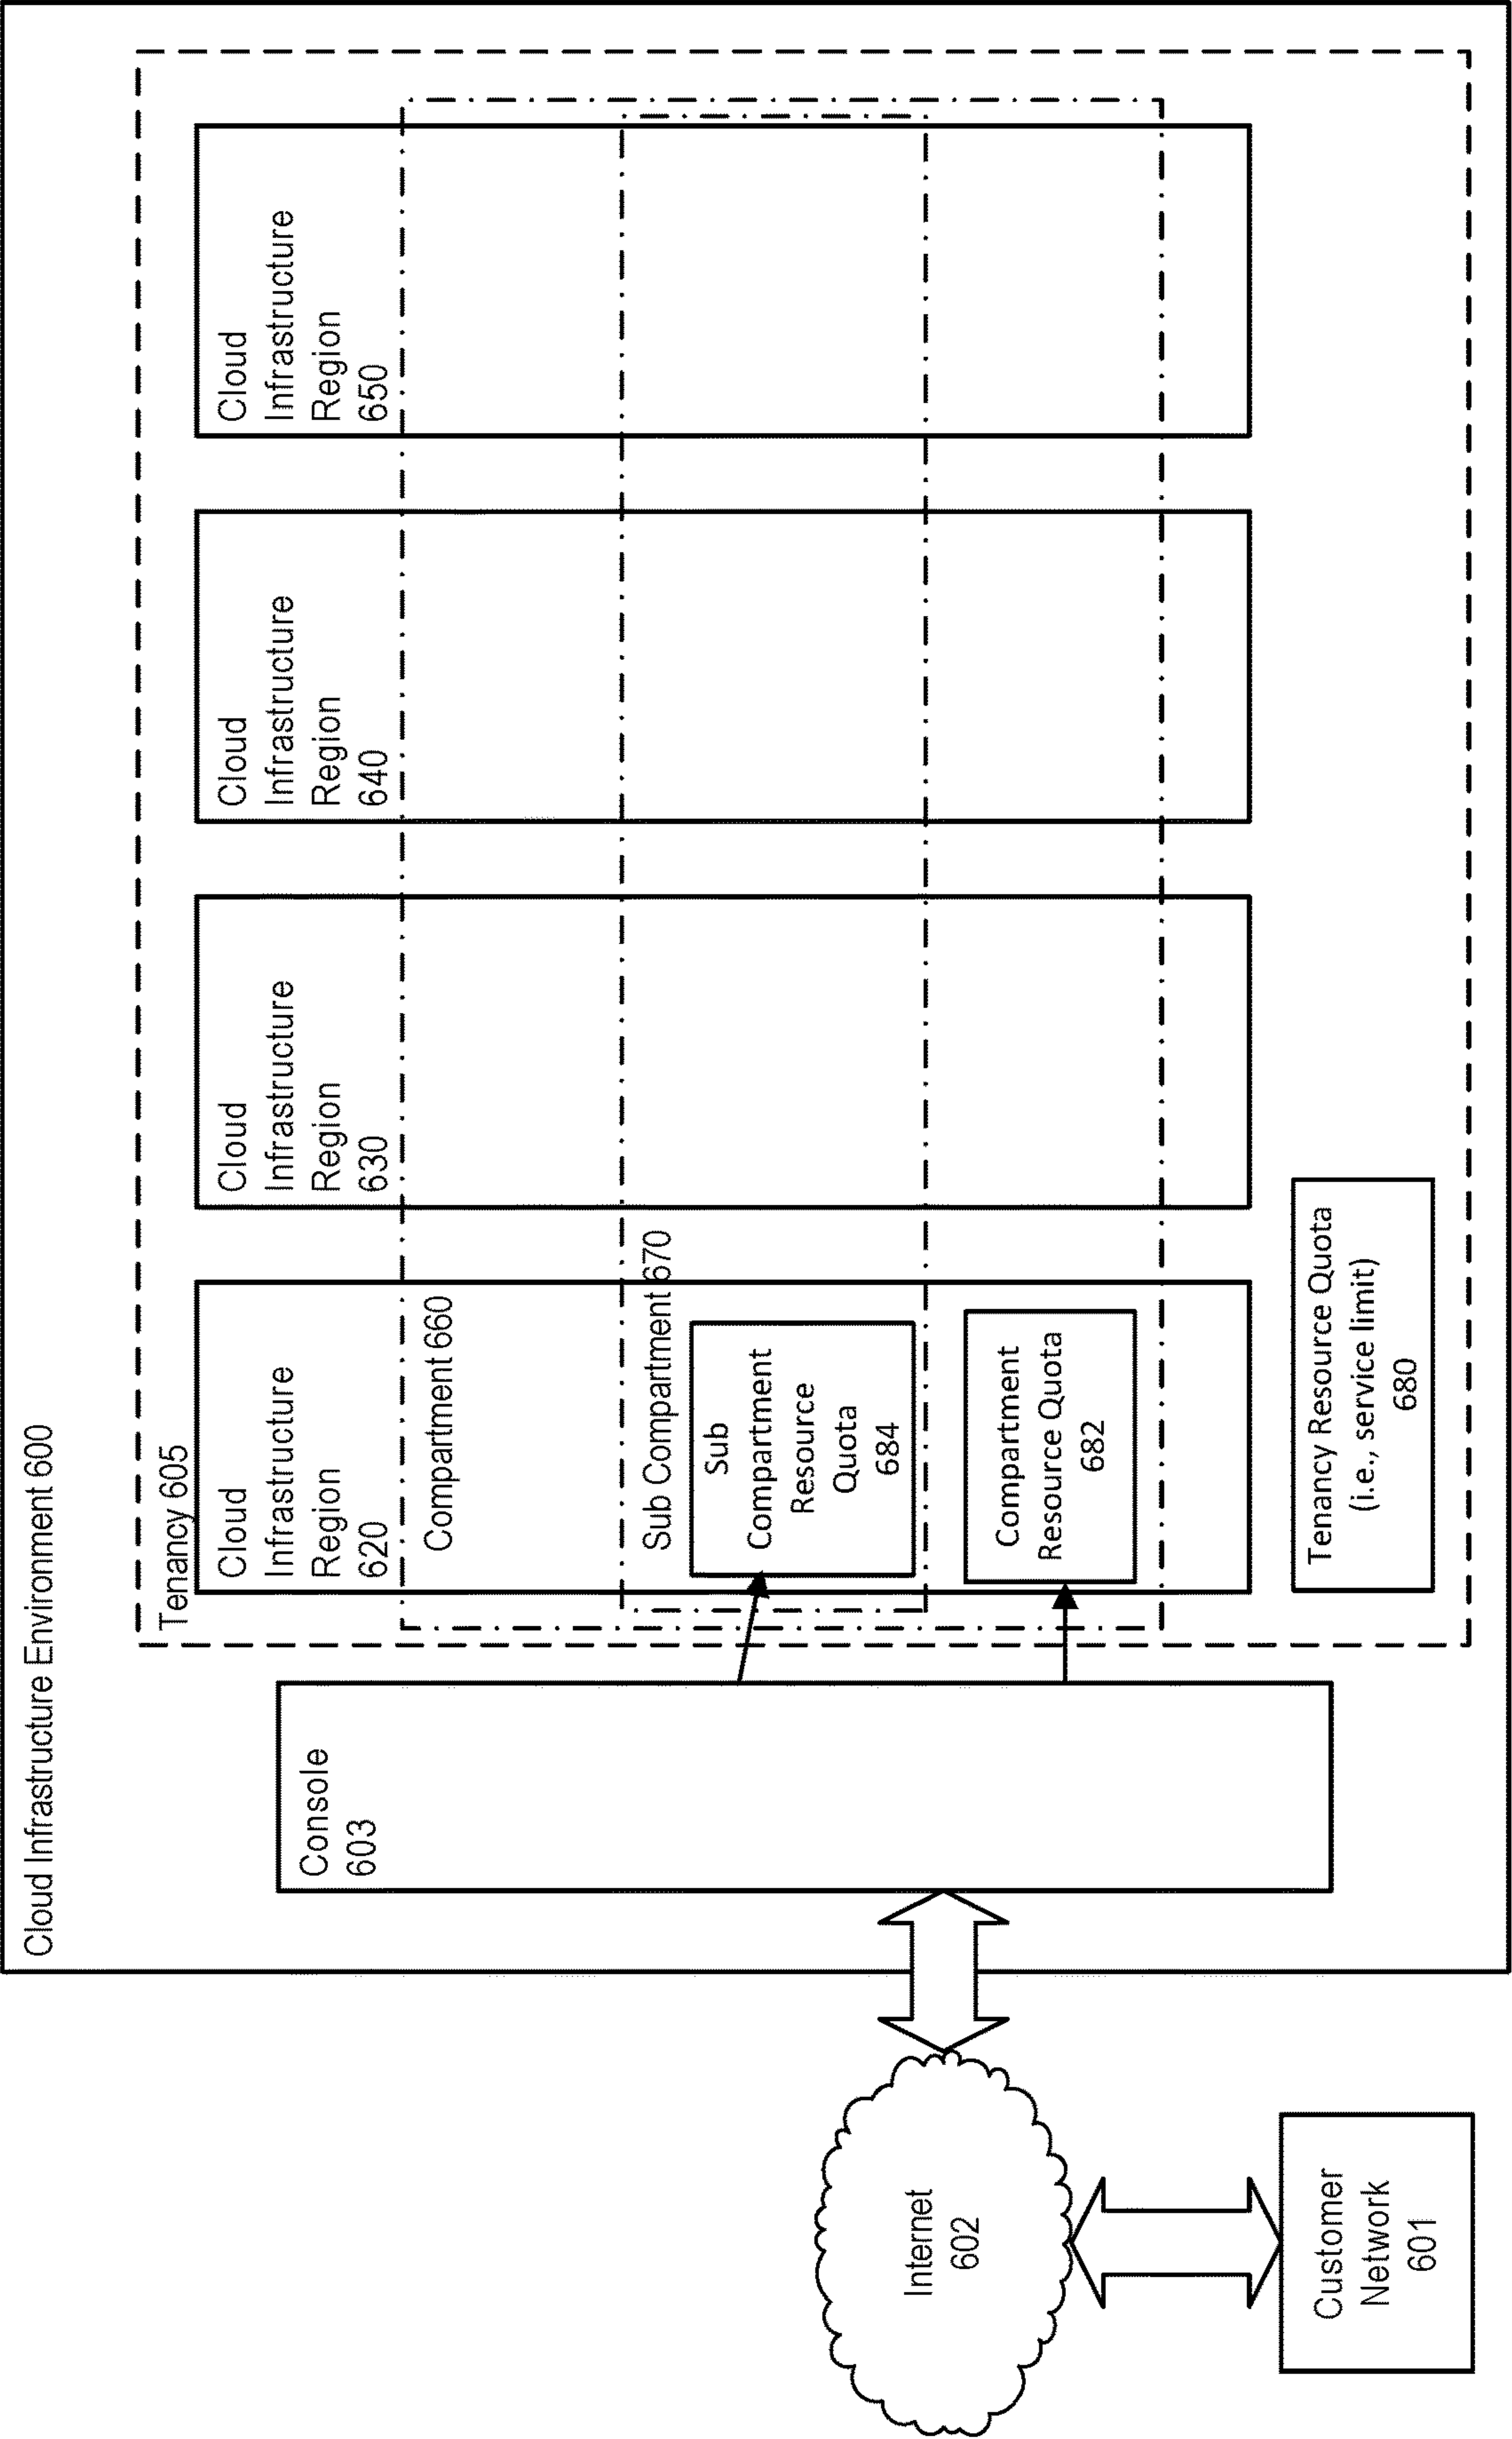 Cloud Infrastructure Environment 600
Tenancy 605
Cloud
Infrastructure
Region
620
Cloud
Infrastructure
Region
630
Cloud
Infrastructure
Region
640
Cloud
Infrastructure
Region
650
Compartment 660
Sub Compartment 670
Sub
Compartment
Resource
Quota
684
Compartment
Resource Quota
682
Tenancy Resource Quota
(i.e., service limit)
680
Console
603
Internet
602
Customer
Network
601